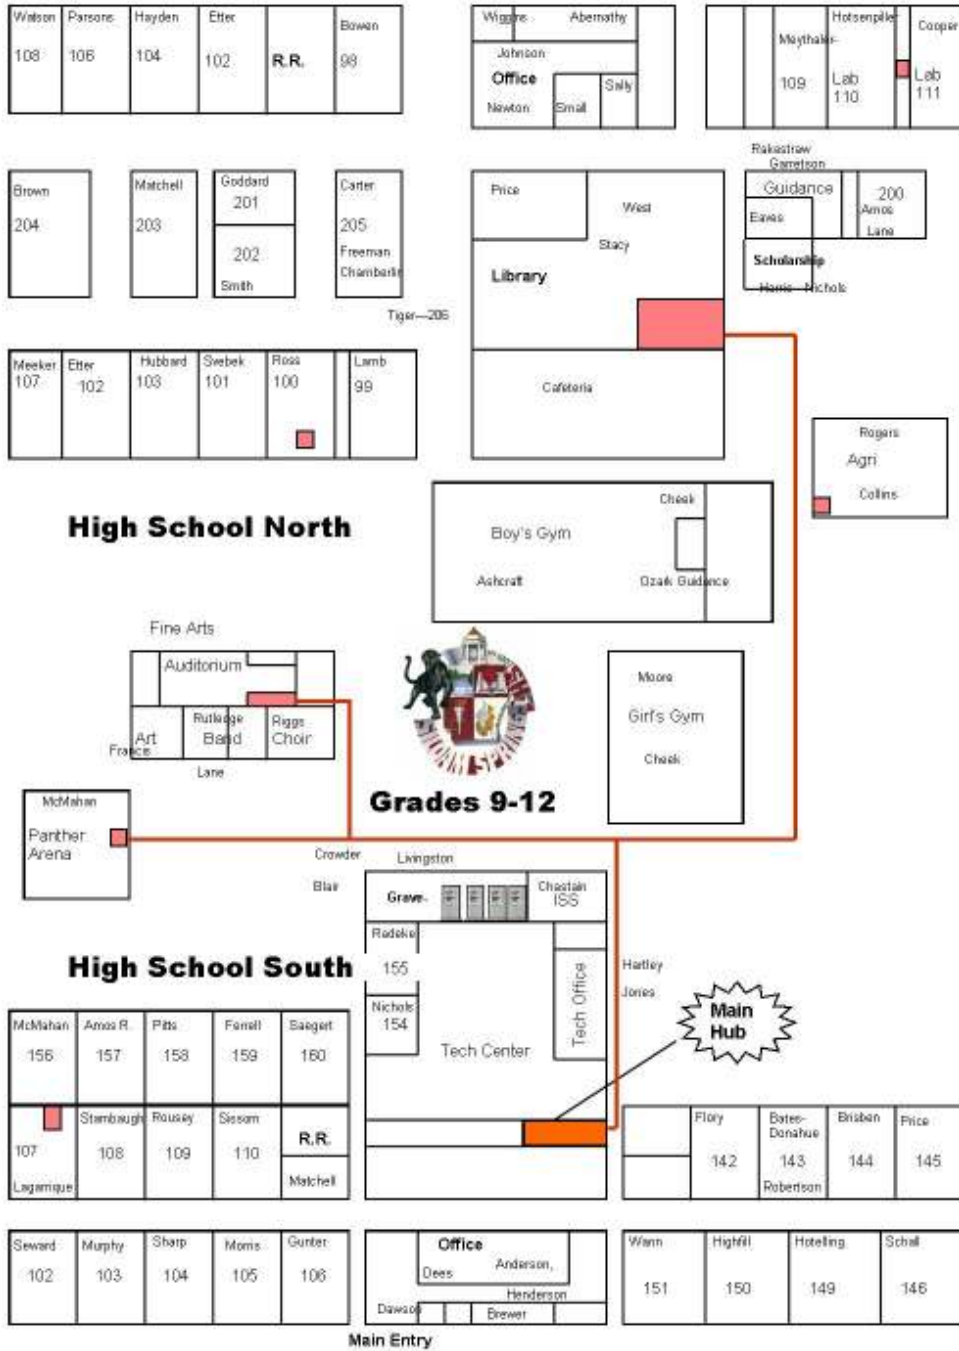 Watson
108
Parsons
106
Hayden
104
Etter
102
R.R.
Bowen
98
Wiggins
Abernathy
Johnson
Office
Newton
Small
Sally
Meythaler
109
Hotsenpiller
Lab
110
Cooper
Lab
111
Brown
204
Matchell
203
Goddard
201
202
Smith
Carter
205
Freeman
Chamberlin
Price
West
Stacy
Library
Rakestraw
Garretson
Guidance
Eaves
Scholarship
Harris
Nichols
200
Amos
Lane
Tiger—206
Meeker
107
Etter
102
Hubbard
103
Svebek
101
Ross
100
Lamb
99
Cafeteria
Rogers
Agri
Collins
High School North
Cheek
Boy's Gym
Ashcraft
Ozark Guidance
Fine Arts
Auditorium
Francis
Art
Rutledge
Band
Riggs
Choir
Lane
SILOAM SPRINGS
Moore
Girl's Gym
Cheek
Grades 9-12
McMahan
Panther
Arena
Crowder
Livingston
Blair
Grave-
Chastain
ISS
High School South
Radeke
155
Nichols
154
Tech Office
Hartley
Jones
Tech Center
Main
Hub
McMahan
156
Amos R.
157
Pitts
158
Ferrell
159
Saegert
160
107
Lagarrique
Stambaugh
108
Rousey
109
Sissom
110
R.R.
Matchell
Flory
142
Bates-
Donahue
143
Robertson
Brisben
144
Price
145
Seward
102
Murphy
103
Sharp
104
Morris
105
Gunter
106
Office
Dees
Anderson,
Henderson
Dawson
Brewer
Wann
151
Highfill
150
Hotelling
149
Schall
146
Main Entry